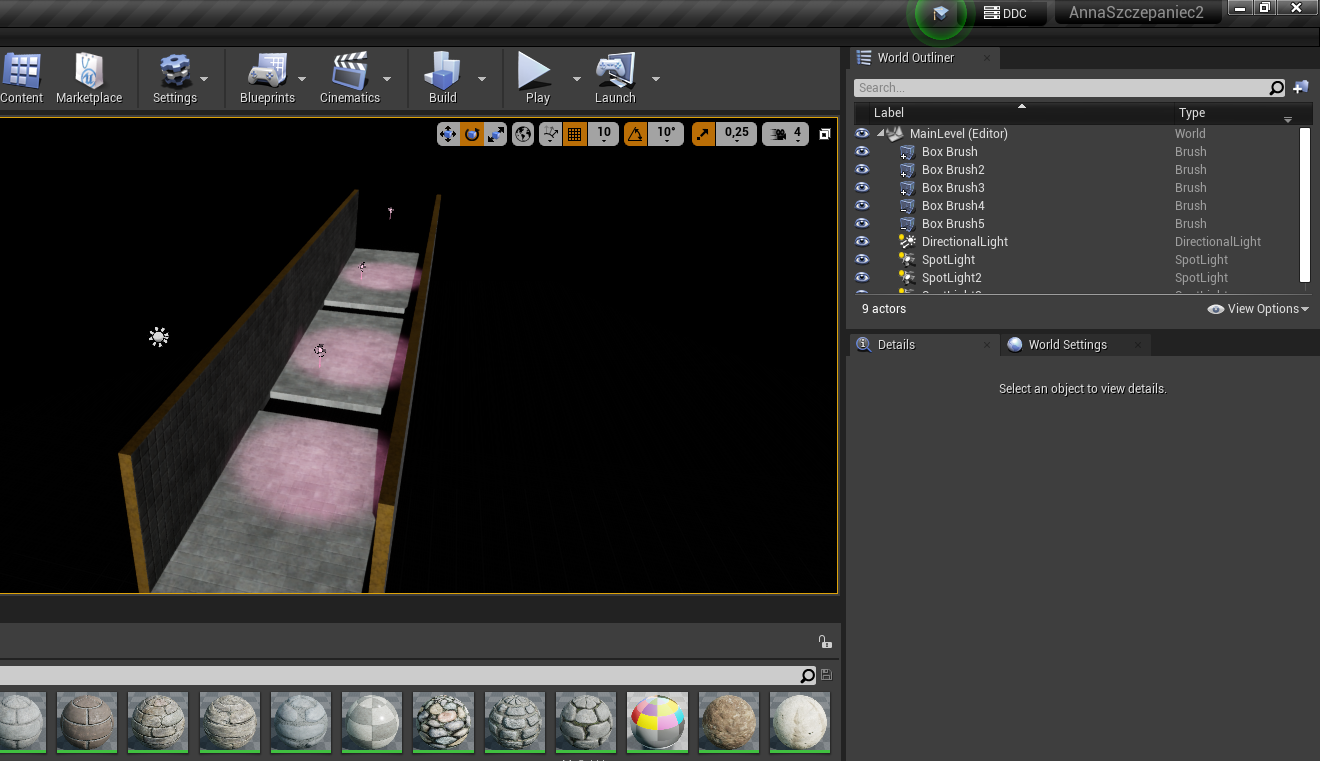 DDC
AnnaSzczepaniec2
Content
Marketplace
Settings
Blueprints
Cinematics
Build
Play
Launch
World Outliner
Search...
Label
Type
MainLevel (Editor)
World
Box Brush
Brush
Box Brush2
Brush
Box Brush3
Brush
Box Brush4
Brush
Box Brush5
Brush
DirectionalLight
DirectionalLight
SpotLight
SpotLight
SpotLight2
SpotLight
9 actors
View Options
10
10°
0,25
4
Details
World Settings
Select an object to view details.